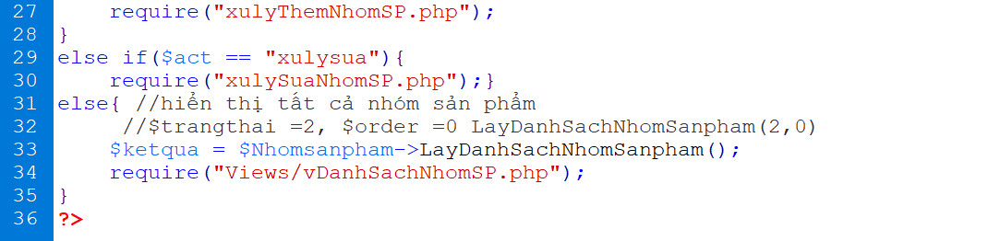 27 require("xulyThemNhomSP.php");
28 }
29 else if($act == "xulysua"){
30 require("xulySuaNhomSP.php");}
31 else{ //hiển thị tất cả nhóm sản phẩm
32 //$trangthai =2, $order =0 LayDanhSachNhomSanpham(2,0)
33 $ketqua = $Nhomsanpham->LayDanhSachNhomSanpham();
34 require("Views/vDanhSachNhomSP.php");
35 }
36 ?>